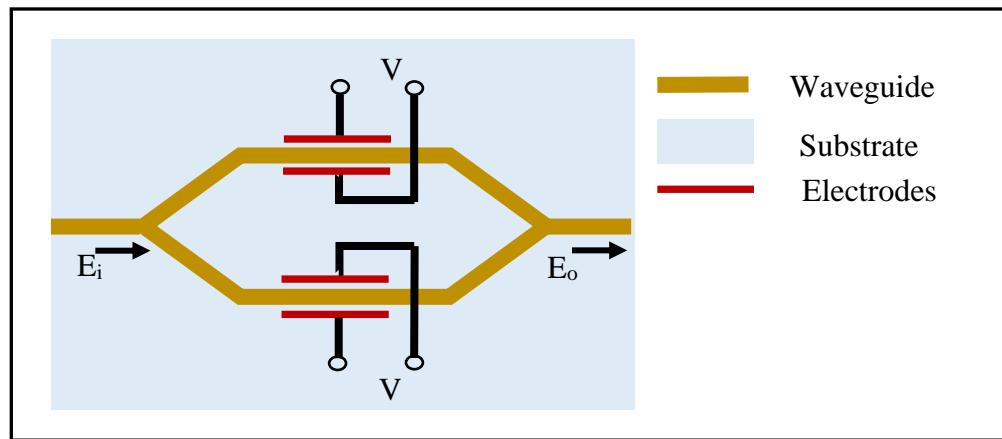 V
Waveguide
Substrate
Electrodes
Eᵢ
Eₒ
V